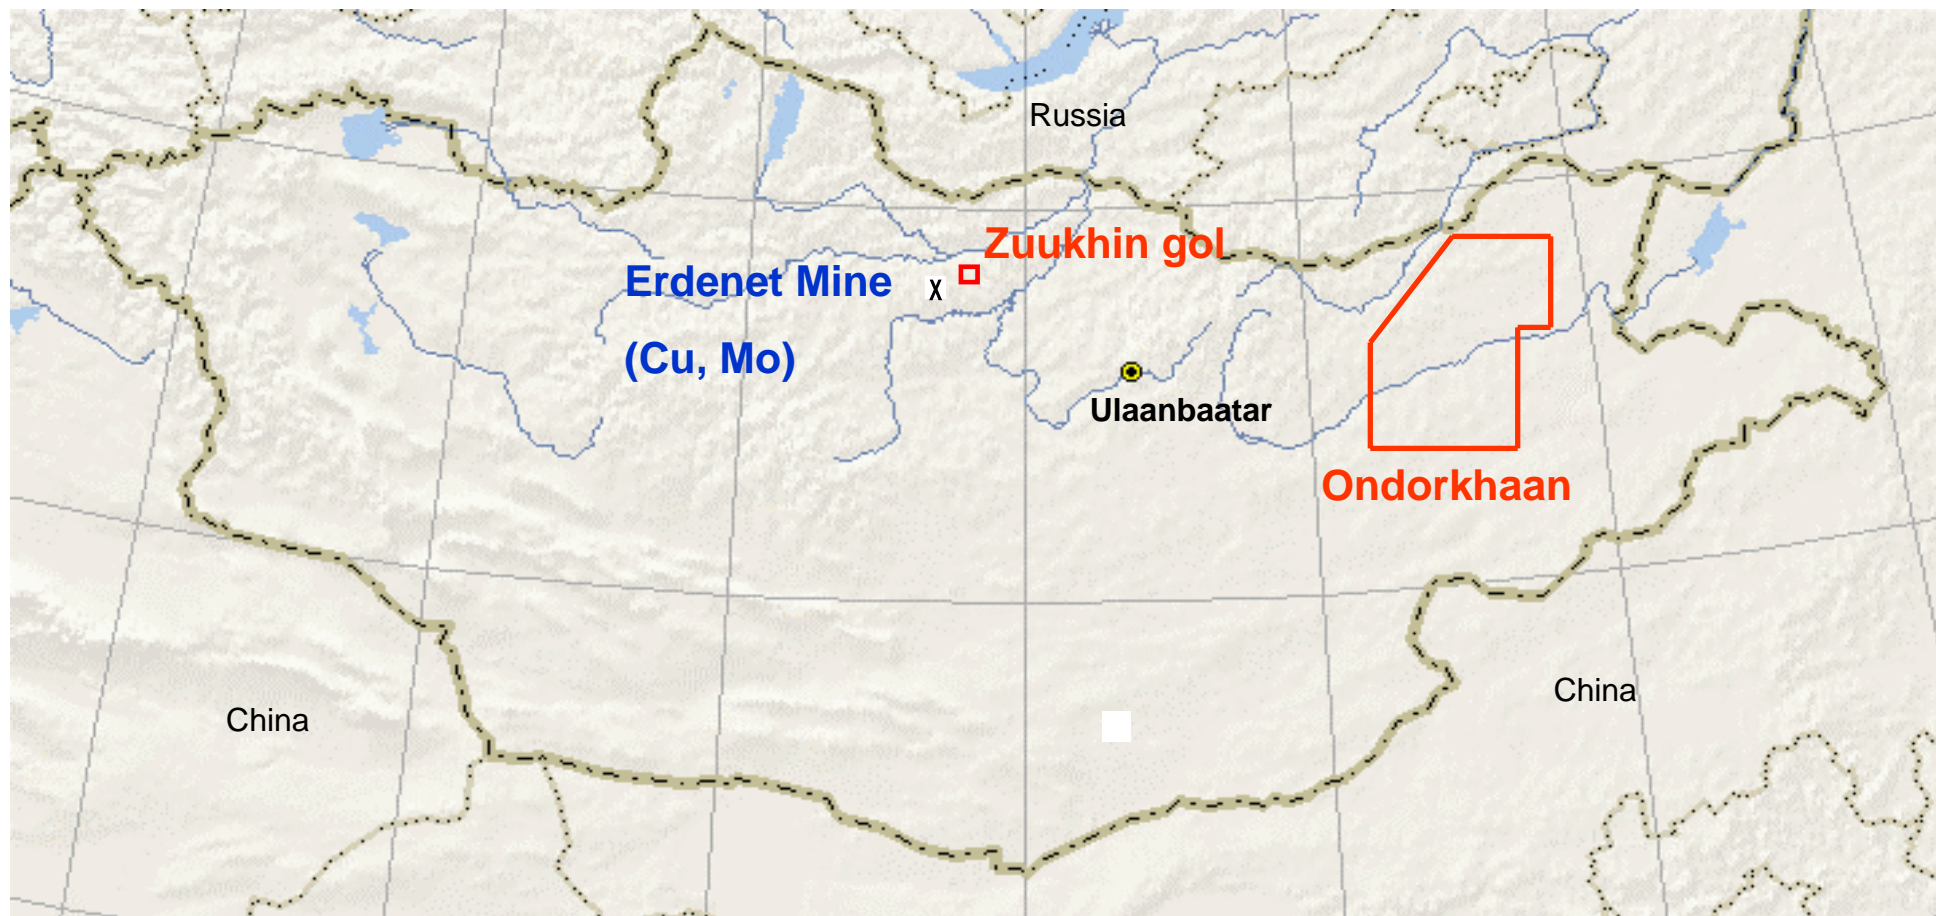 Russia
Zuukhin gol
Erdenet Mine
X
(Cu, Mo)
Ulaanbaatar
Ondorkhaan
China
China